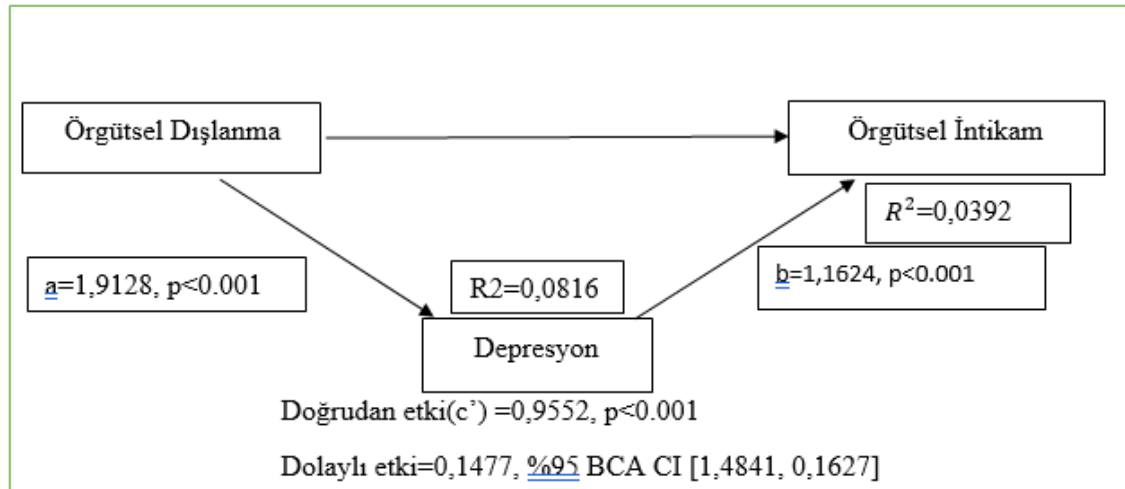 Örgütsel Dışlanma
Örgütsel İntikam
R²=0,0392
a=1,9128, p<0.001
R2=0,0816
b=1,1624, p<0.001
Depresyon
Doğrudan etki(c’) =0,9552, p<0.001
Dolaylı etki=0,1477, %95 BCA CI [1,4841, 0,1627]